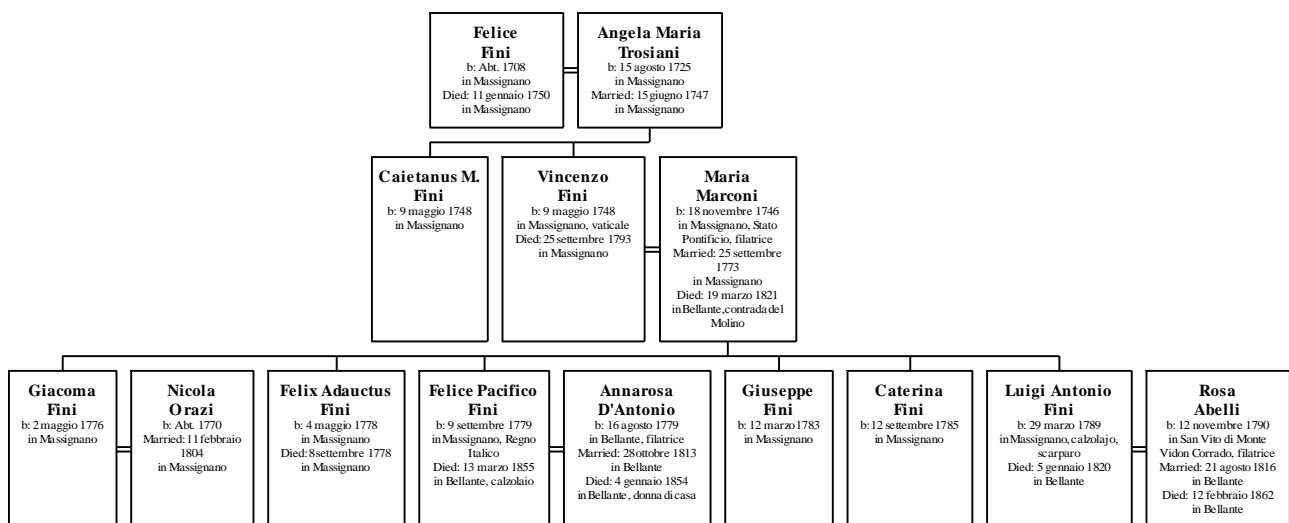 Felice
Fini
b: Abt. 1708
in Massignano
Died: 11 gennaio 1750
in Massignano
Angela Maria
Trosiani
b: 15 agosto 1725
in Massignano
Married: 15 giugno 1747
in Massignano
Caietanus M.
Fini
b: 9 maggio 1748
in Massignano
Vincenzo
Fini
b: 9 maggio 1748
in Massignano, vaticale
Died: 25 settembre 1793
in Massignano
Maria
Marconi
b: 18 novembre 1746
in Massignano, Stato
Pontificio, filatrice
Married: 25 settembre
1773
in Massignano
Died: 19 marzo 1821
in Bellante, contrada del
Molino
Giacoma
Fini
b: 2 maggio 1776
in Massignano
Nicola
Orazi
b: Abt. 1770
Married: 11 febbraio
1804
in Massignano
Felix Adauctus
Fini
b: 4 maggio 1778
in Massignano
Died: 8 settembre 1778
in Massignano
Felice Pacifico
Fini
b: 9 settembre 1779
in Massignano, Regno
Italico
Died: 13 marzo 1855
in Bellante, calzolaio
Annarosa
D'Antonio
b: 16 agosto 1779
in Bellante, filatrice
Married: 28 ottobre 1813
in Bellante
Died: 4 gennaio 1854
in Bellante, donna di casa
Giuseppe
Fini
b: 12 marzo 1783
in Massignano
Caterina
Fini
b: 12 settembre 1785
in Massignano
Luigi Antonio
Fini
b: 29 marzo 1789
in Massignano, calzolajo,
scarparo
Died: 5 gennaio 1820
in Bellante
Rosa
Abelli
b: 12 novembre 1790
in San Vito di Monte
Vidon Corrado, filatrice
Married: 21 agosto 1816
in Bellante
Died: 12 febbraio 1862
in Bellante